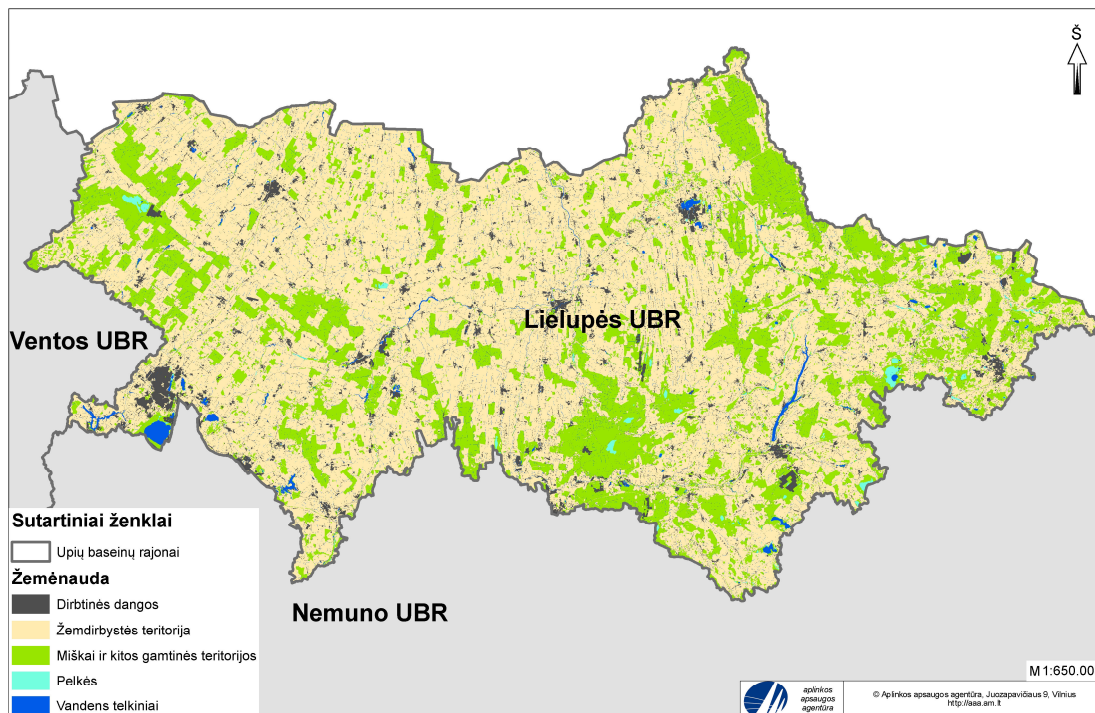 Š
Ventos UBR
Lielupės UBR
Nemuno UBR
Sutartiniai ženklai
Upių baseinų rajonai
Žemėnauda
Dirbtinės dangos
Žemdirbystės teritorija
Miškai ir kitos gamtinės teritorijos
Pelkės
Vandens telkiniai
M 1:650.00
aplinkos
apsaugos
agentūra
© Aplinkos apsaugos agentūra, Juozapavičiaus 9, Vilnius
http://aaa.am.lt